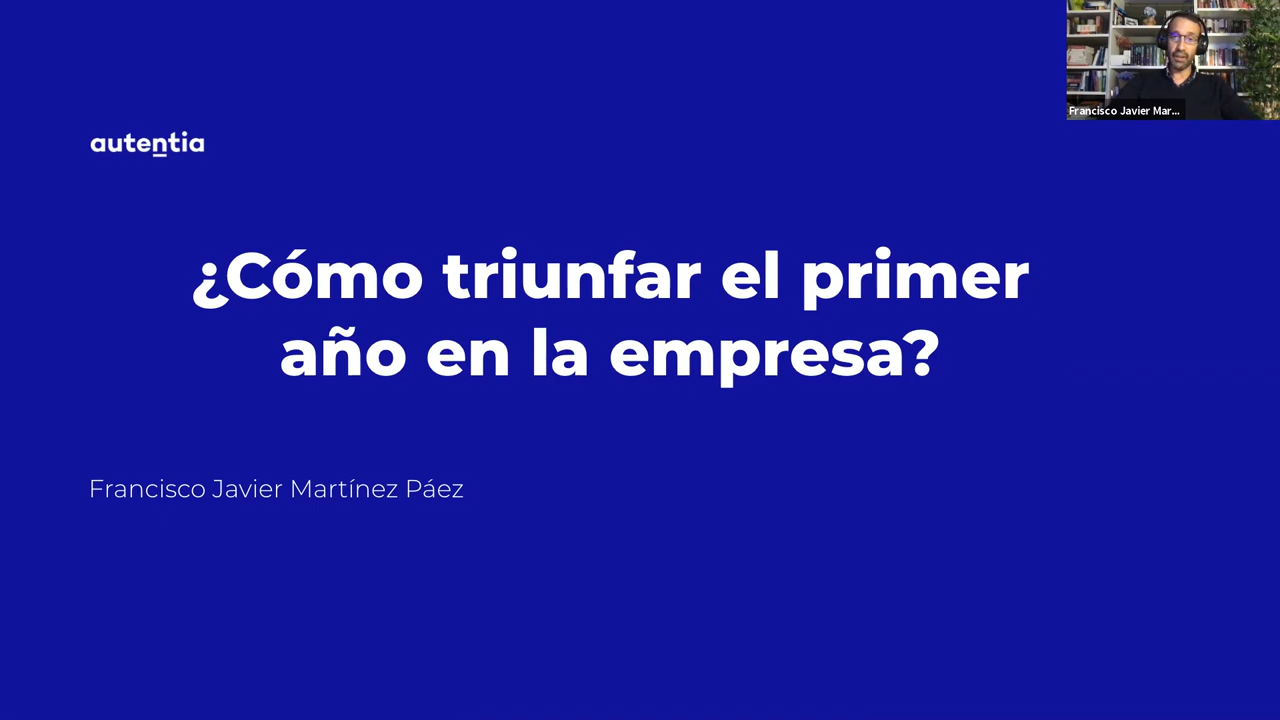 Francisco Javier Mar...
autentia
¿Cómo triunfar el primer
año en la empresa?
Francisco Javier Martínez Páez